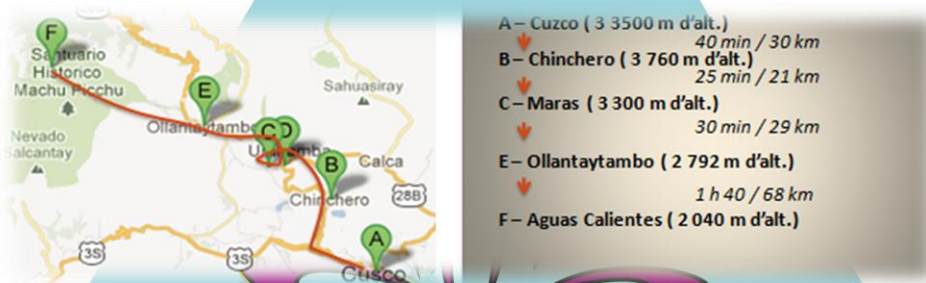 F
Santuario
Historico
Machu Picchu
E
Sahuasiray
Ollantaytambo
C
D
Nevado
Salcantay
B
Calca
Chinchero
28B
A
3S
3S
Cusco
A – Cuzco ( 3 3500 m d'alt.)
40 min / 30 km
B – Chinchero ( 3 760 m d'alt.)
25 min / 21 km
C – Maras ( 3 300 m d'alt.)
30 min / 29 km
E – Ollantaytambo ( 2 792 m d'alt.)
1 h 40 / 68 km
F – Aguas Calientes ( 2 040 m d'alt.)